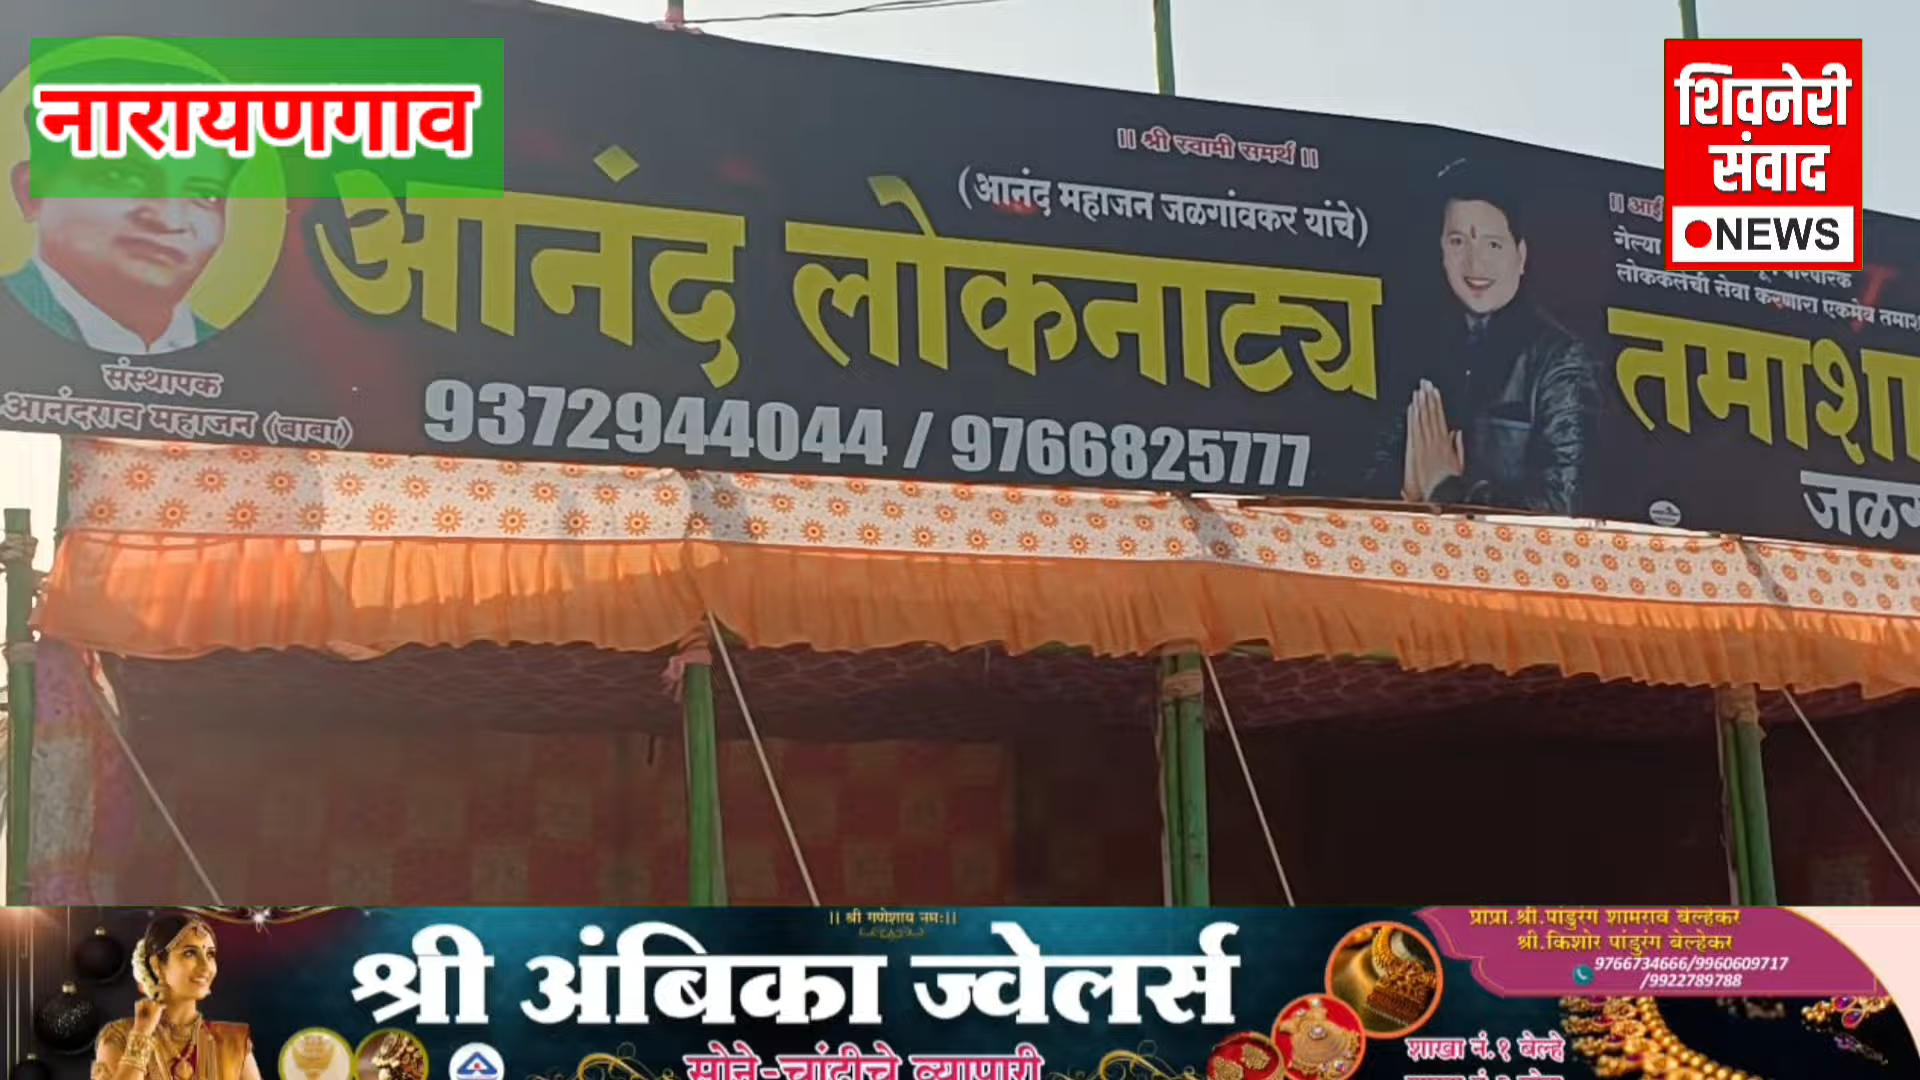 नारायणगाव
शिवनेरी
संवाद
NEWS
॥ श्री स्वामी समर्थ ॥
(आनंद महाजन जळगांवकर यांचे)
आनंद लोकनाट्य
तमाशा
॥ आई
गेल्या
लोककलेची सेवा करणारा एकमेव
संस्थापक
आनंदराव महाजन (बाबा)
9372944044 / 9766825777
॥ श्री गणेशाय नमः॥
श्री अंबिका ज्वेलर्स
सोने-चांदीचे व्यापारी
प्रोप्रा.श्री.पांडुरंग शामराव बेल्हेकर
श्री.किशोर पांडुरंग बेल्हेकर
9766734666/9960609717
/9922789788
शाखा नं.१ बेल्हे